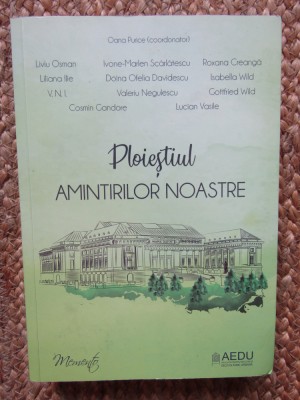 Oana Purice (coordonator)
Liviu Osman Ivone-Marlen Scărlătescu Roxana Creangă
Liliana Ilie Doina Ofelia Davidescu Isabella Wild
V. N. I. Valeriu Negulescu Gottfried Wild
Cosmin Gandore Lucian Vasile
Ploieștiul
AMINTIRILOR NOASTRE
Memento
AEDU